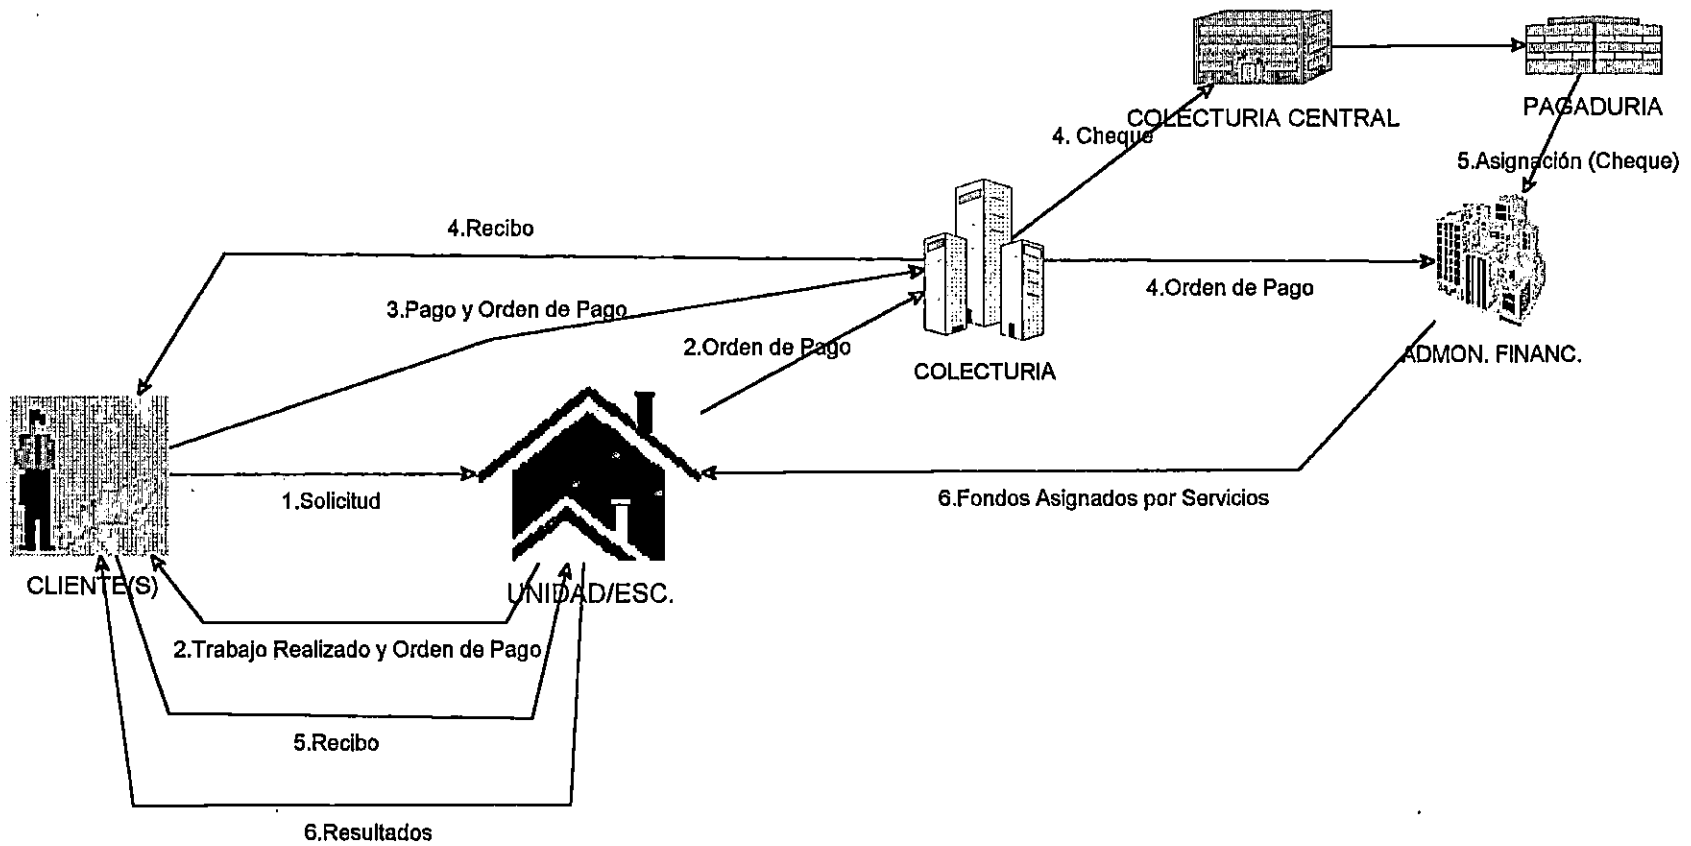 COLECTURIA CENTRAL
PAGADURIA
4. Cheque
5.Asignación (Cheque)
4.Recibo
3.Pago y Orden de Pago
4.Orden de Pago
2.Orden de Pago
COLECTURIA
ADMON. FINANC.
1.Solicitud
6.Fondos Asignados por Servicios
CLIENTE(S)
UNIDAD/ESC.
2.Trabajo Realizado y Orden de Pago
5.Recibo
6.Resultados